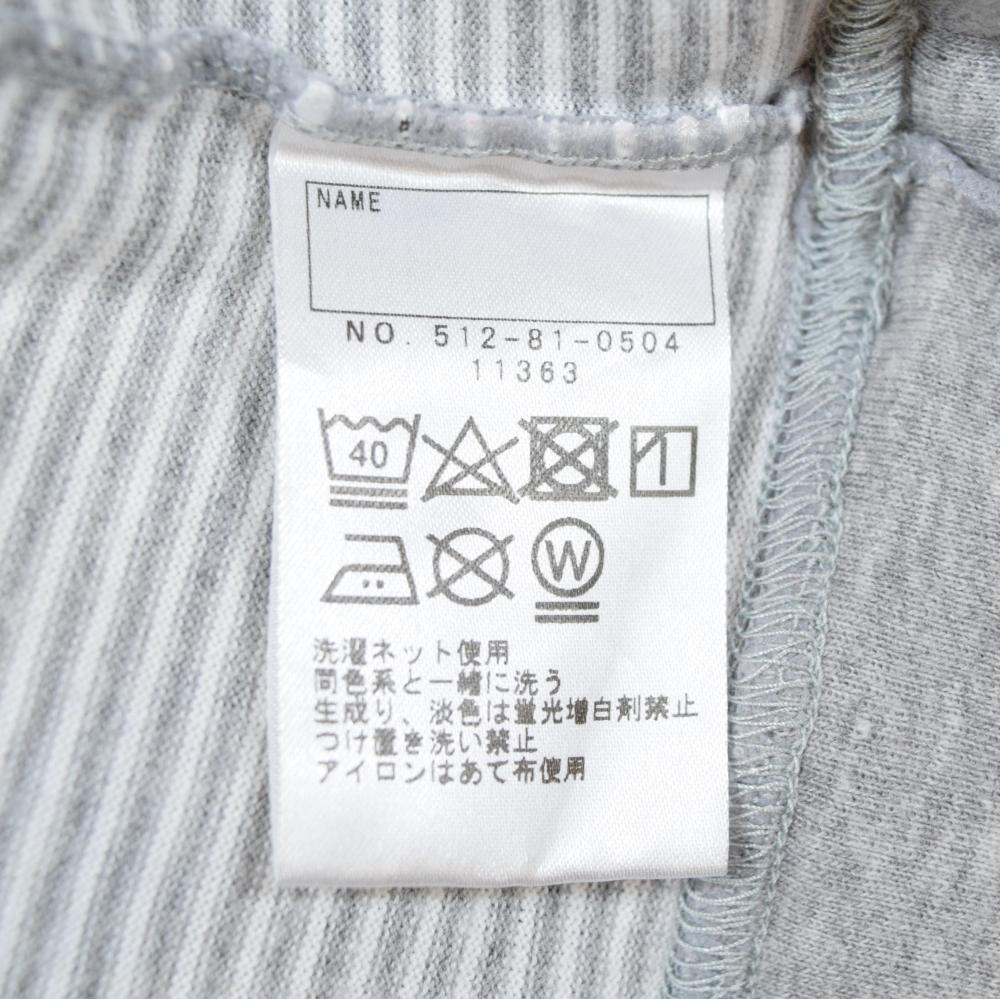 NAME
NO. 512-81-0504
11363
40
W
洗濯ネット使用
同色系と一緒に洗う
生成り、淡色は蛍光増白剤禁止
つけ置き洗い禁止
アイロンはあて布使用